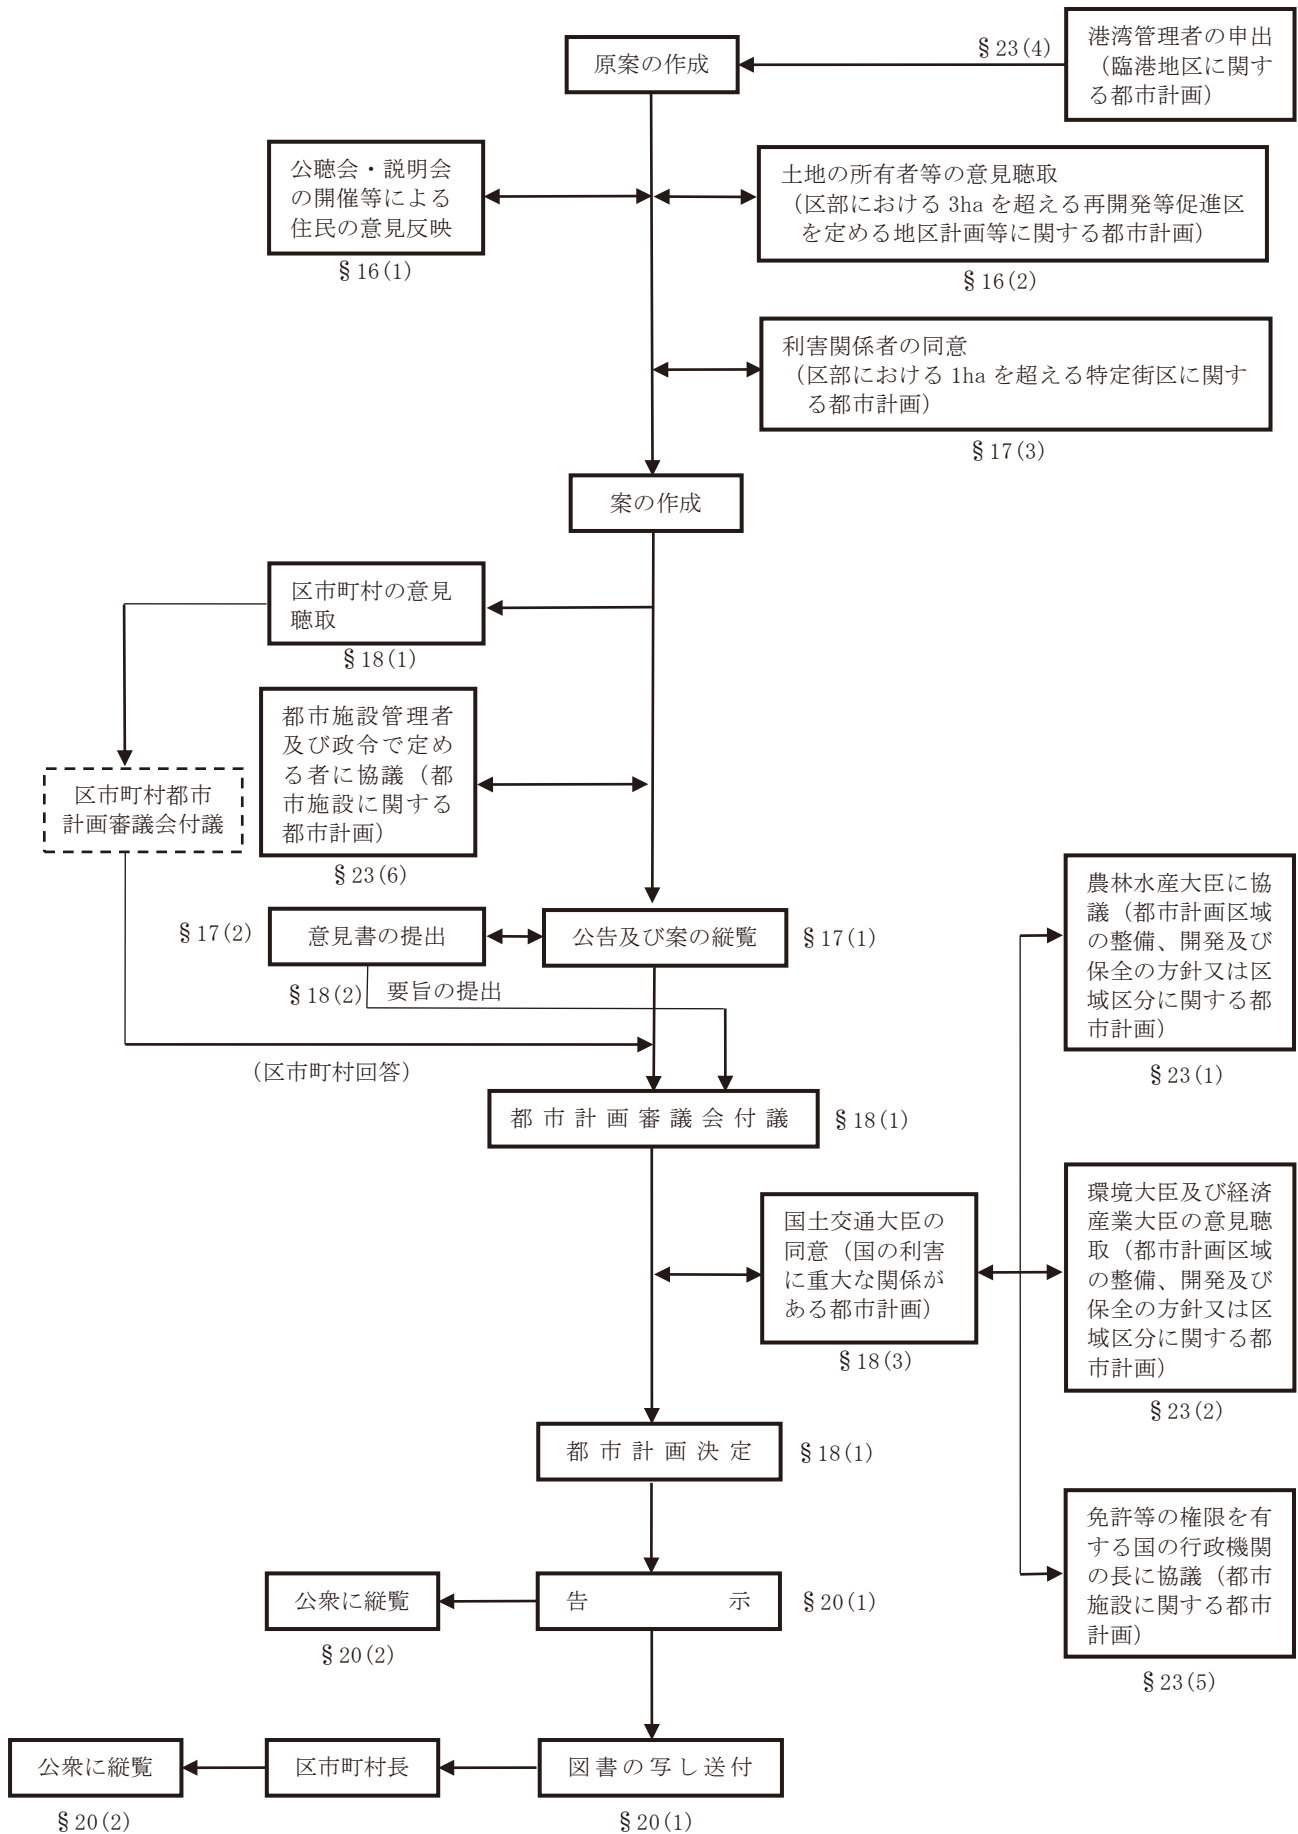 原案の作成
§23(4)
港湾管理者の申出
（臨港地区に関す
る都市計画）
公聴会・説明会
の開催等による
住民の意見反映
§16(1)
土地の所有者等の意見聴取
（区部における 3ha を超える再開発等促進区
を定める地区計画等に関する都市計画）
§16(2)
利害関係者の同意
（区部における 1ha を超える特定街区に関す
る都市計画）
§17(3)
案の作成
区市町村の意見
聴取
§18(1)
都市施設管理者
及び政令で定め
る者に協議（都
市施設に関する
都市計画）
§23(6)
区市町村都市
計画審議会付議
§17(2)
意見書の提出
公告及び案の縦覧
§17(1)
§18(2)
要旨の提出
（区市町村回答）
農林水産大臣に協
議（都市計画区域
の整備、開発及び
保全の方針又は区
域区分に関する都
市計画）
§23(1)
都市計画審議会付議
§18(1)
国土交通大臣の
同意（国の利害
に重大な関係が
ある都市計画）
§18(3)
環境大臣及び経済
産業大臣の意見聴
取（都市計画区域
の整備、開発及び
保全の方針又は区
域区分に関する都
市計画）
§23(2)
都市計画決定
§18(1)
免許等の権限を有
する国の行政機関
の長に協議（都市
施設に関する都市
計画）
§23(5)
公衆に縦覧
§20(2)
告示
§20(1)
公衆に縦覧
§20(2)
区市町村長
図書の写し送付
§20(1)